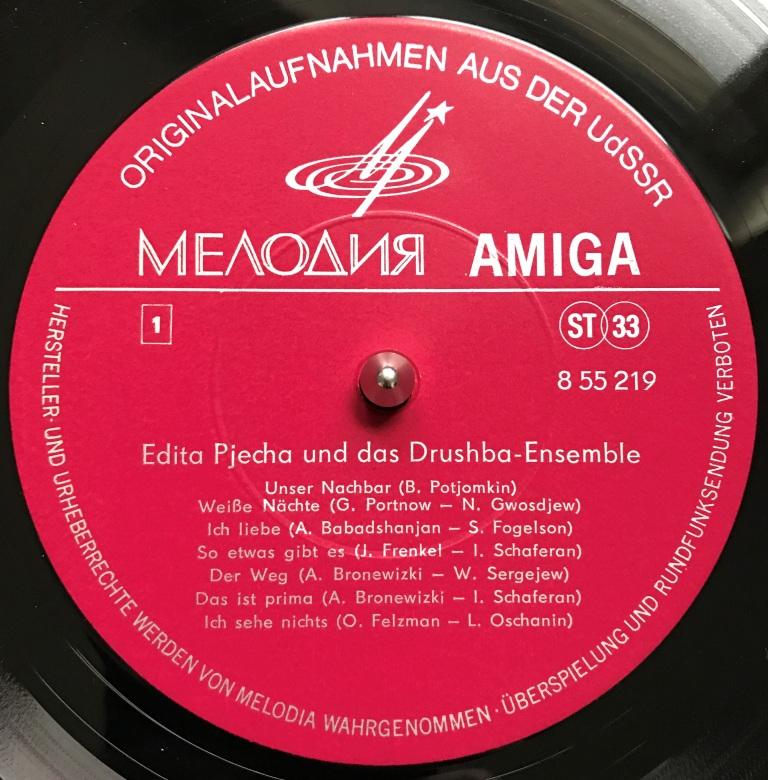 ORIGINALAUFNAHMEN AUS DER UdSSR
МЕЛОДИЯ AMIGA
1 ST 33
8 55 219
Edita Pjecha und das Drushba-Ensemble
Unser Nachbar (B. Potjomkin)
Weiße Nächte (G. Portnow – N. Gwosdjew)
Ich liebe (A. Babadshanjan – S. Fogelson)
So etwas gibt es (J. Frenkel – I. Schaferan)
Der Weg (A. Bronewizki – W. Sergejew)
Das ist prima (A. Bronewizki – I. Schaferan)
Ich sehe nichts (O. Felzman – L. Oschanin)
HERSTELLER- UND URHEBERRECHTE WERDEN VON MELODIA WAHRGENOMMEN · ÜBERSPIELUNG UND RUNDFUNKSENDUNG VERBOTEN